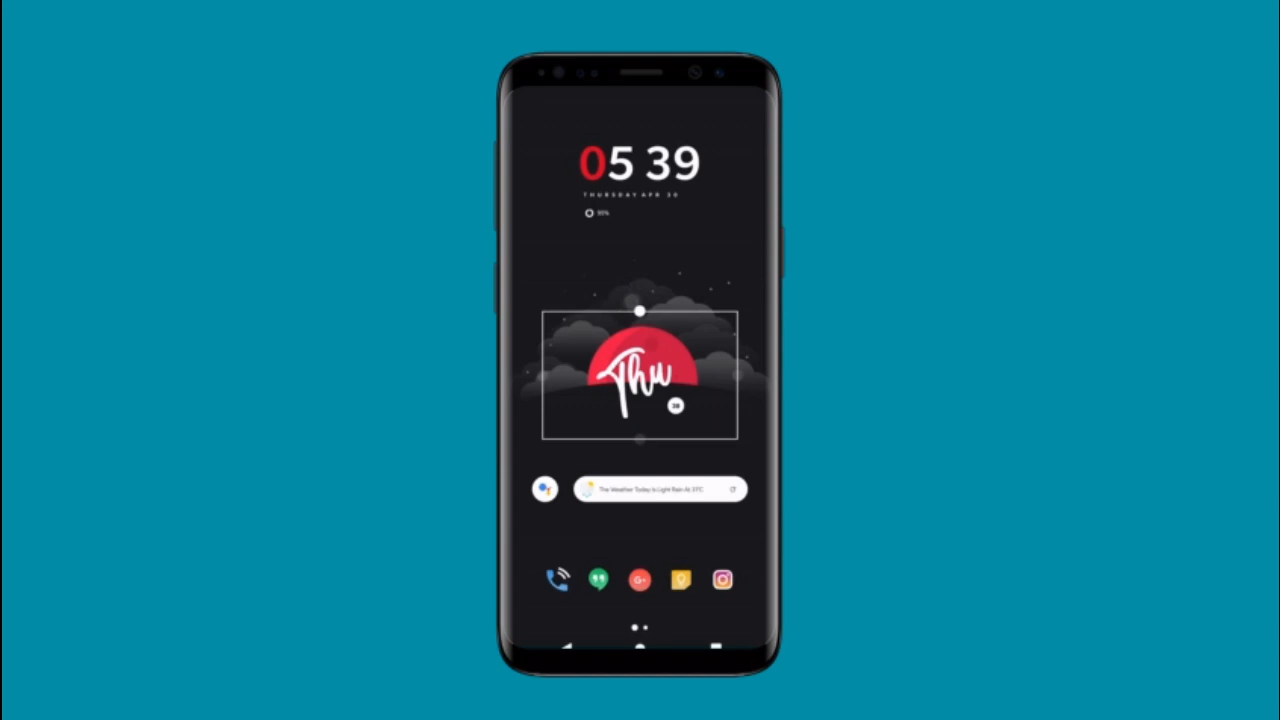 05 39
THURSDAY APR 30
Thu
The Weather Today Is Light Rain At 31°C
G+